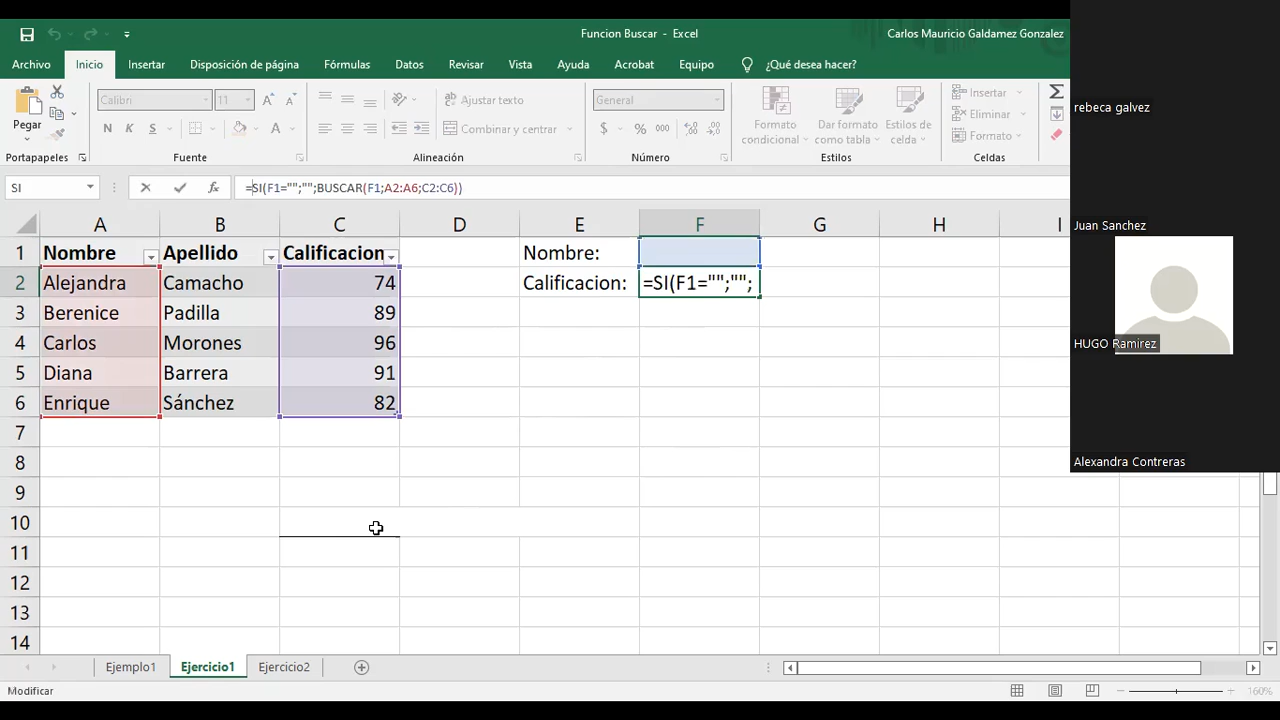 Funcion Buscar - Excel
Carlos Mauricio Galdamez Gonzalez
Archivo Inicio Insertar Disposición de página Fórmulas Datos Revisar Vista Ayuda Acrobat Equipo ¿Qué desea hacer?
Pegar
Calibri 11
N K S
Ajustar texto
Combinar y centrar
General
$ % 000
Formato condicional
Dar formato como tabla
Estilos de celda
Insertar
Eliminar
Formato
Portapapeles Fuente Alineación Número Estilos Celdas
SI
=SI(F1="";"";BUSCAR(F1;A2:A6;C2:C6))
A B C D E F G H I
1 Nombre Apellido Calificacion Nombre:
2 Alejandra Camacho 74 Calificacion: =SI(F1="";"";
3 Berenice Padilla 89
4 Carlos Morones 96
5 Diana Barrera 91
6 Enrique Sánchez 82
7
8
9
10
11
12
13
14
Ejemplo1 Ejercicio1 Ejercicio2
Modificar
160%
rebeca galvez
Juan Sanchez
HUGO Ramirez
Alexandra Contreras